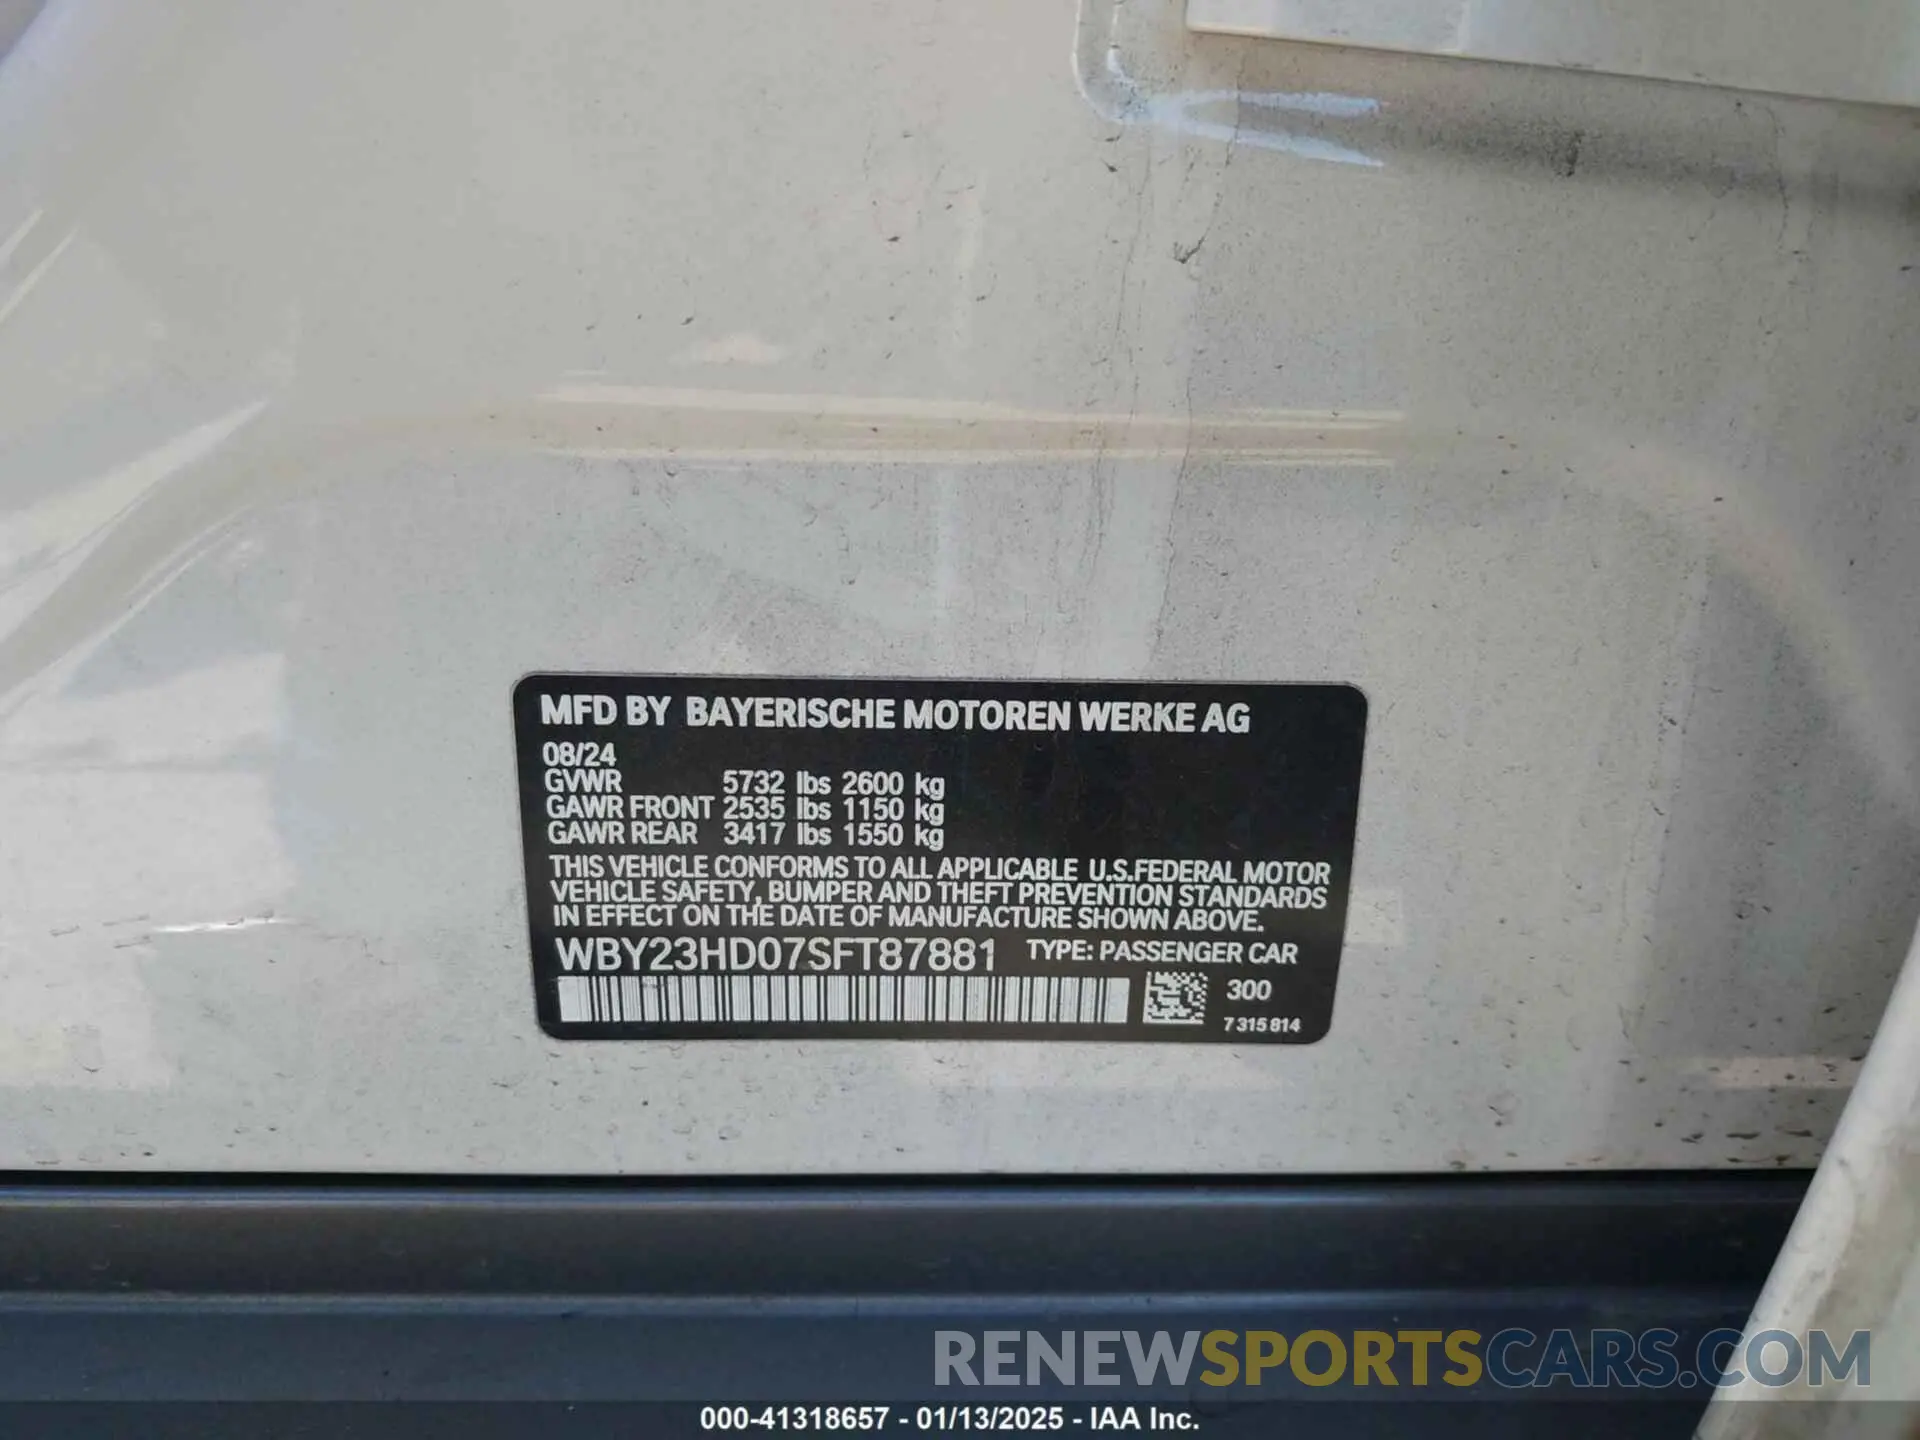 MFD BY BAYERISCHE MOTOREN WERKE AG
08/24
GVWR 5732 lbs 2600 kg
GAWR FRONT 2535 lbs 1150 kg
GAWR REAR 3417 lbs 1550 kg
THIS VEHICLE CONFORMS TO ALL APPLICABLE U.S.FEDERAL MOTOR
VEHICLE SAFETY, BUMPER AND THEFT PREVENTION STANDARDS
IN EFFECT ON THE DATE OF MANUFACTURE SHOWN ABOVE.
WBY23HD07SFT87881 TYPE: PASSENGER CAR
300
7 315 814
RENEWSPORTSCARS.COM
000-41318657 - 01/13/2025 - IAA Inc.